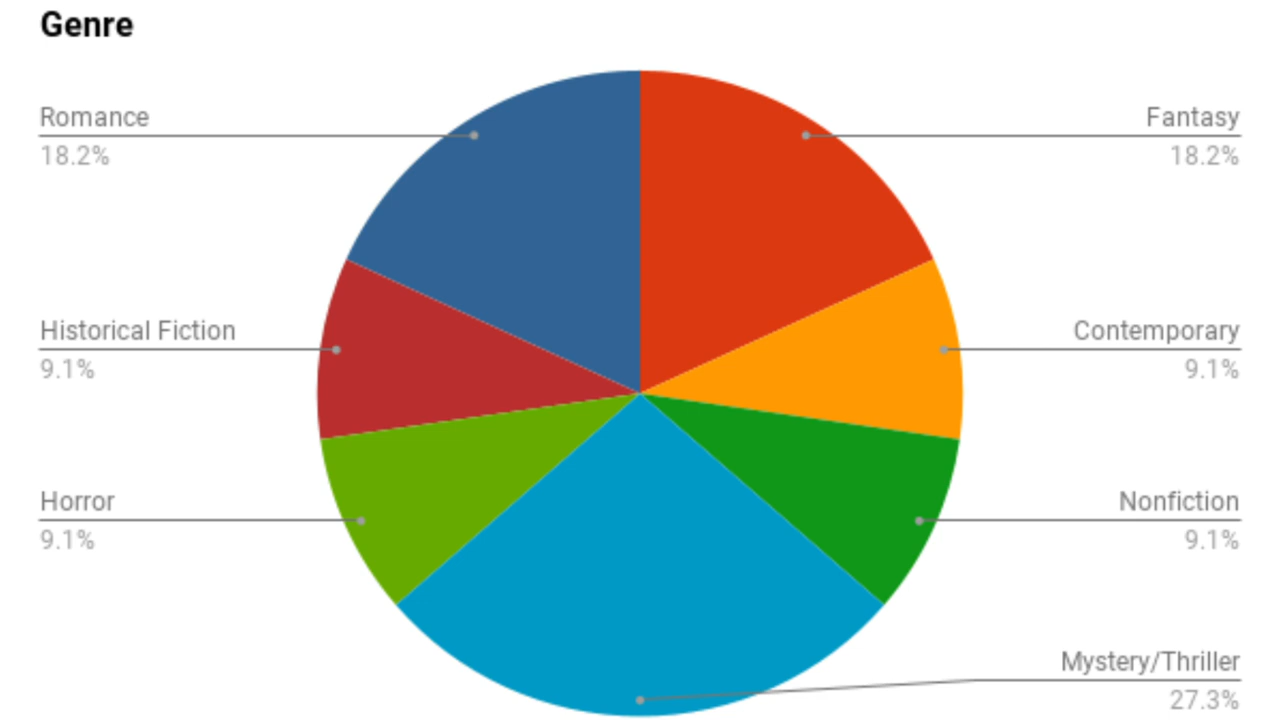 Genre
Romance
18.2%
Fantasy
18.2%
Historical Fiction
9.1%
Contemporary
9.1%
Horror
9.1%
Nonfiction
9.1%
Mystery/Thriller
27.3%